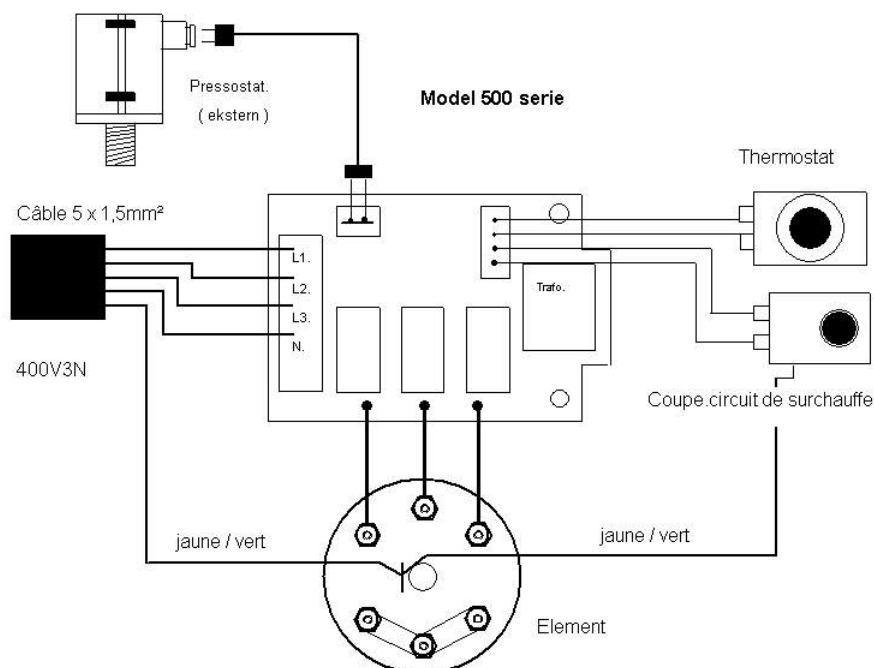 Pressostat.
( ekstern )
Model 500 serie
Thermostat
Câble 5 x 1,5mm²
L1.
L2.
L3.
N.
Trafo.
400V3N
Coupe.circuit de surchauffe
jaune / vert
jaune / vert
Element